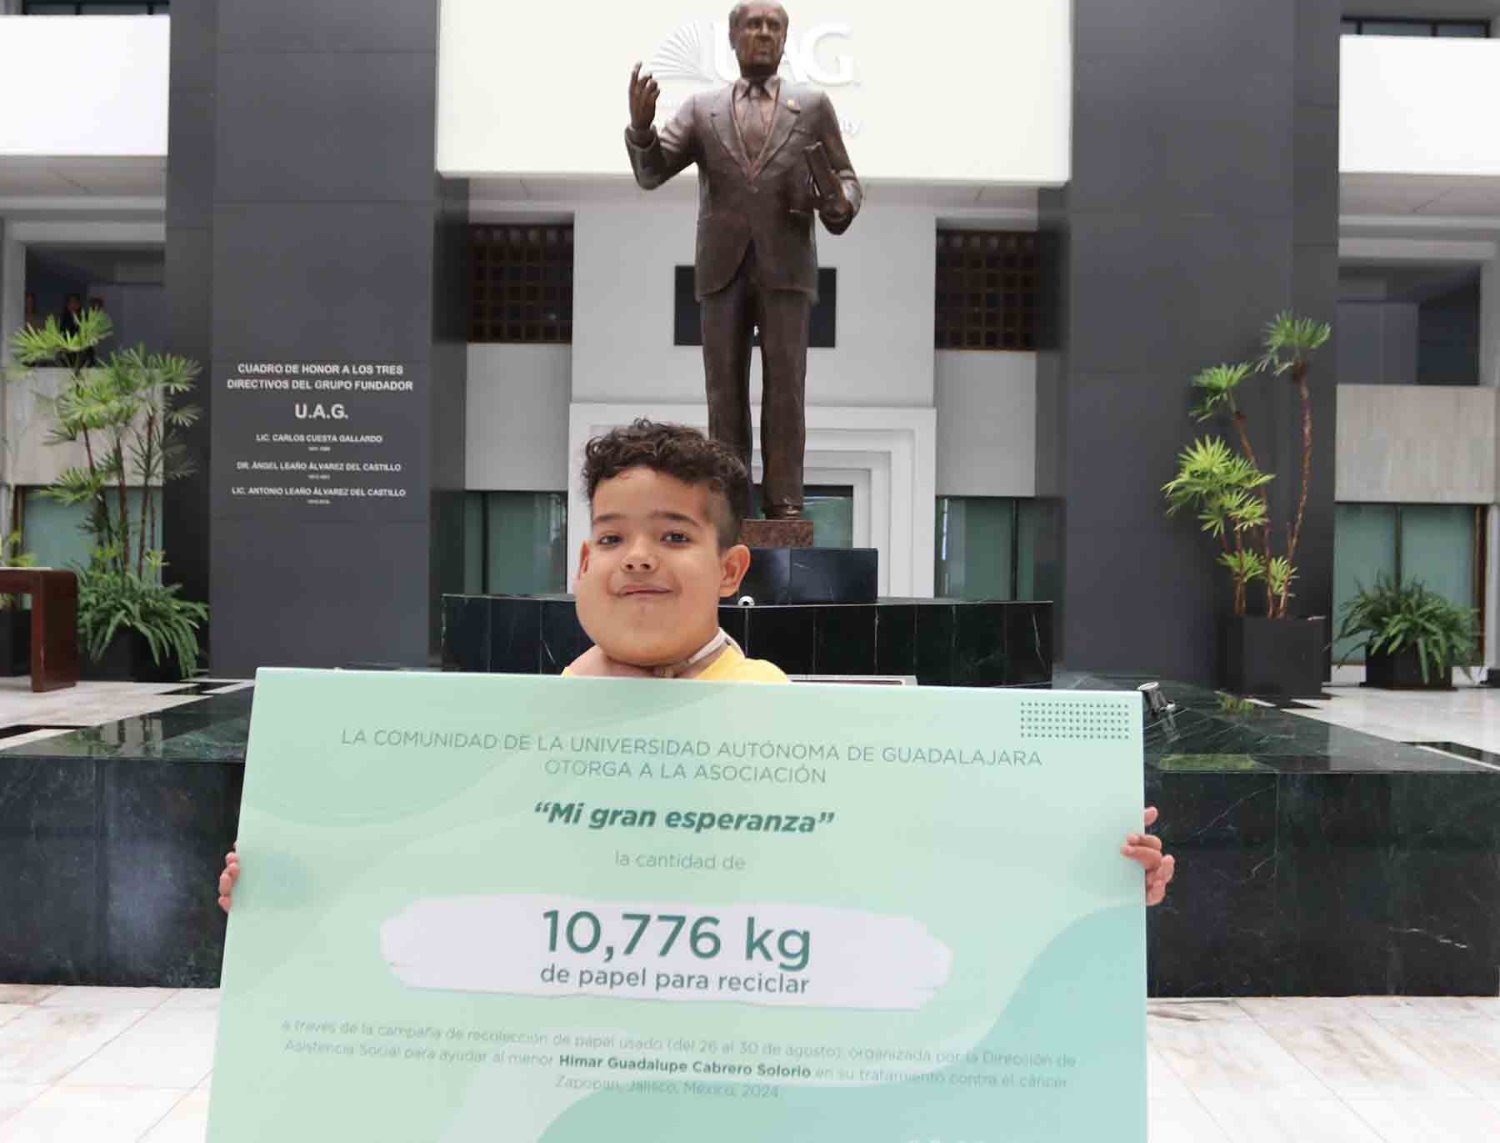 UAG
CUADRO DE HONOR A LOS TRES
DIRECTIVOS DEL GRUPO FUNDADOR
U.A.G.
LIC. CARLOS CUESTA GALLARDO
DR. ÁNGEL LEAÑO ÁLVAREZ DEL CASTILLO
LIC. ANTONIO LEAÑO ÁLVAREZ DEL CASTILLO
LA COMUNIDAD DE LA UNIVERSIDAD AUTÓNOMA DE GUADALAJARA
OTORGA A LA ASOCIACIÓN
“Mi gran esperanza”
la cantidad de
10,776 kg
de papel para reciclar
a través de la campaña de recolección de papel usado (del 26 al 30 de agosto), organizada por la Dirección de
Asistencia Social para ayudar al menor Himar Guadalupe Cabrero Solorio en su tratamiento contra el cáncer
Zapopan, Jalisco, México, 2024